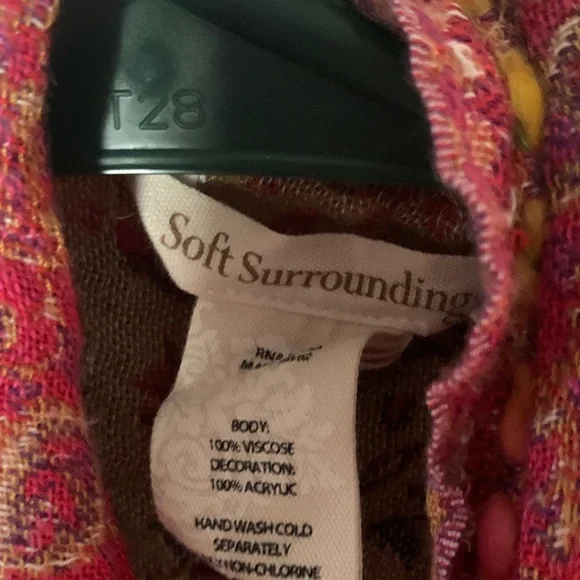 T28
Soft Surrounding
BODY:
100% VISCOSE
DECORATION:
100% ACRYLIC
HAND WASH COLD
SEPARATELY
NON-CHLORINE